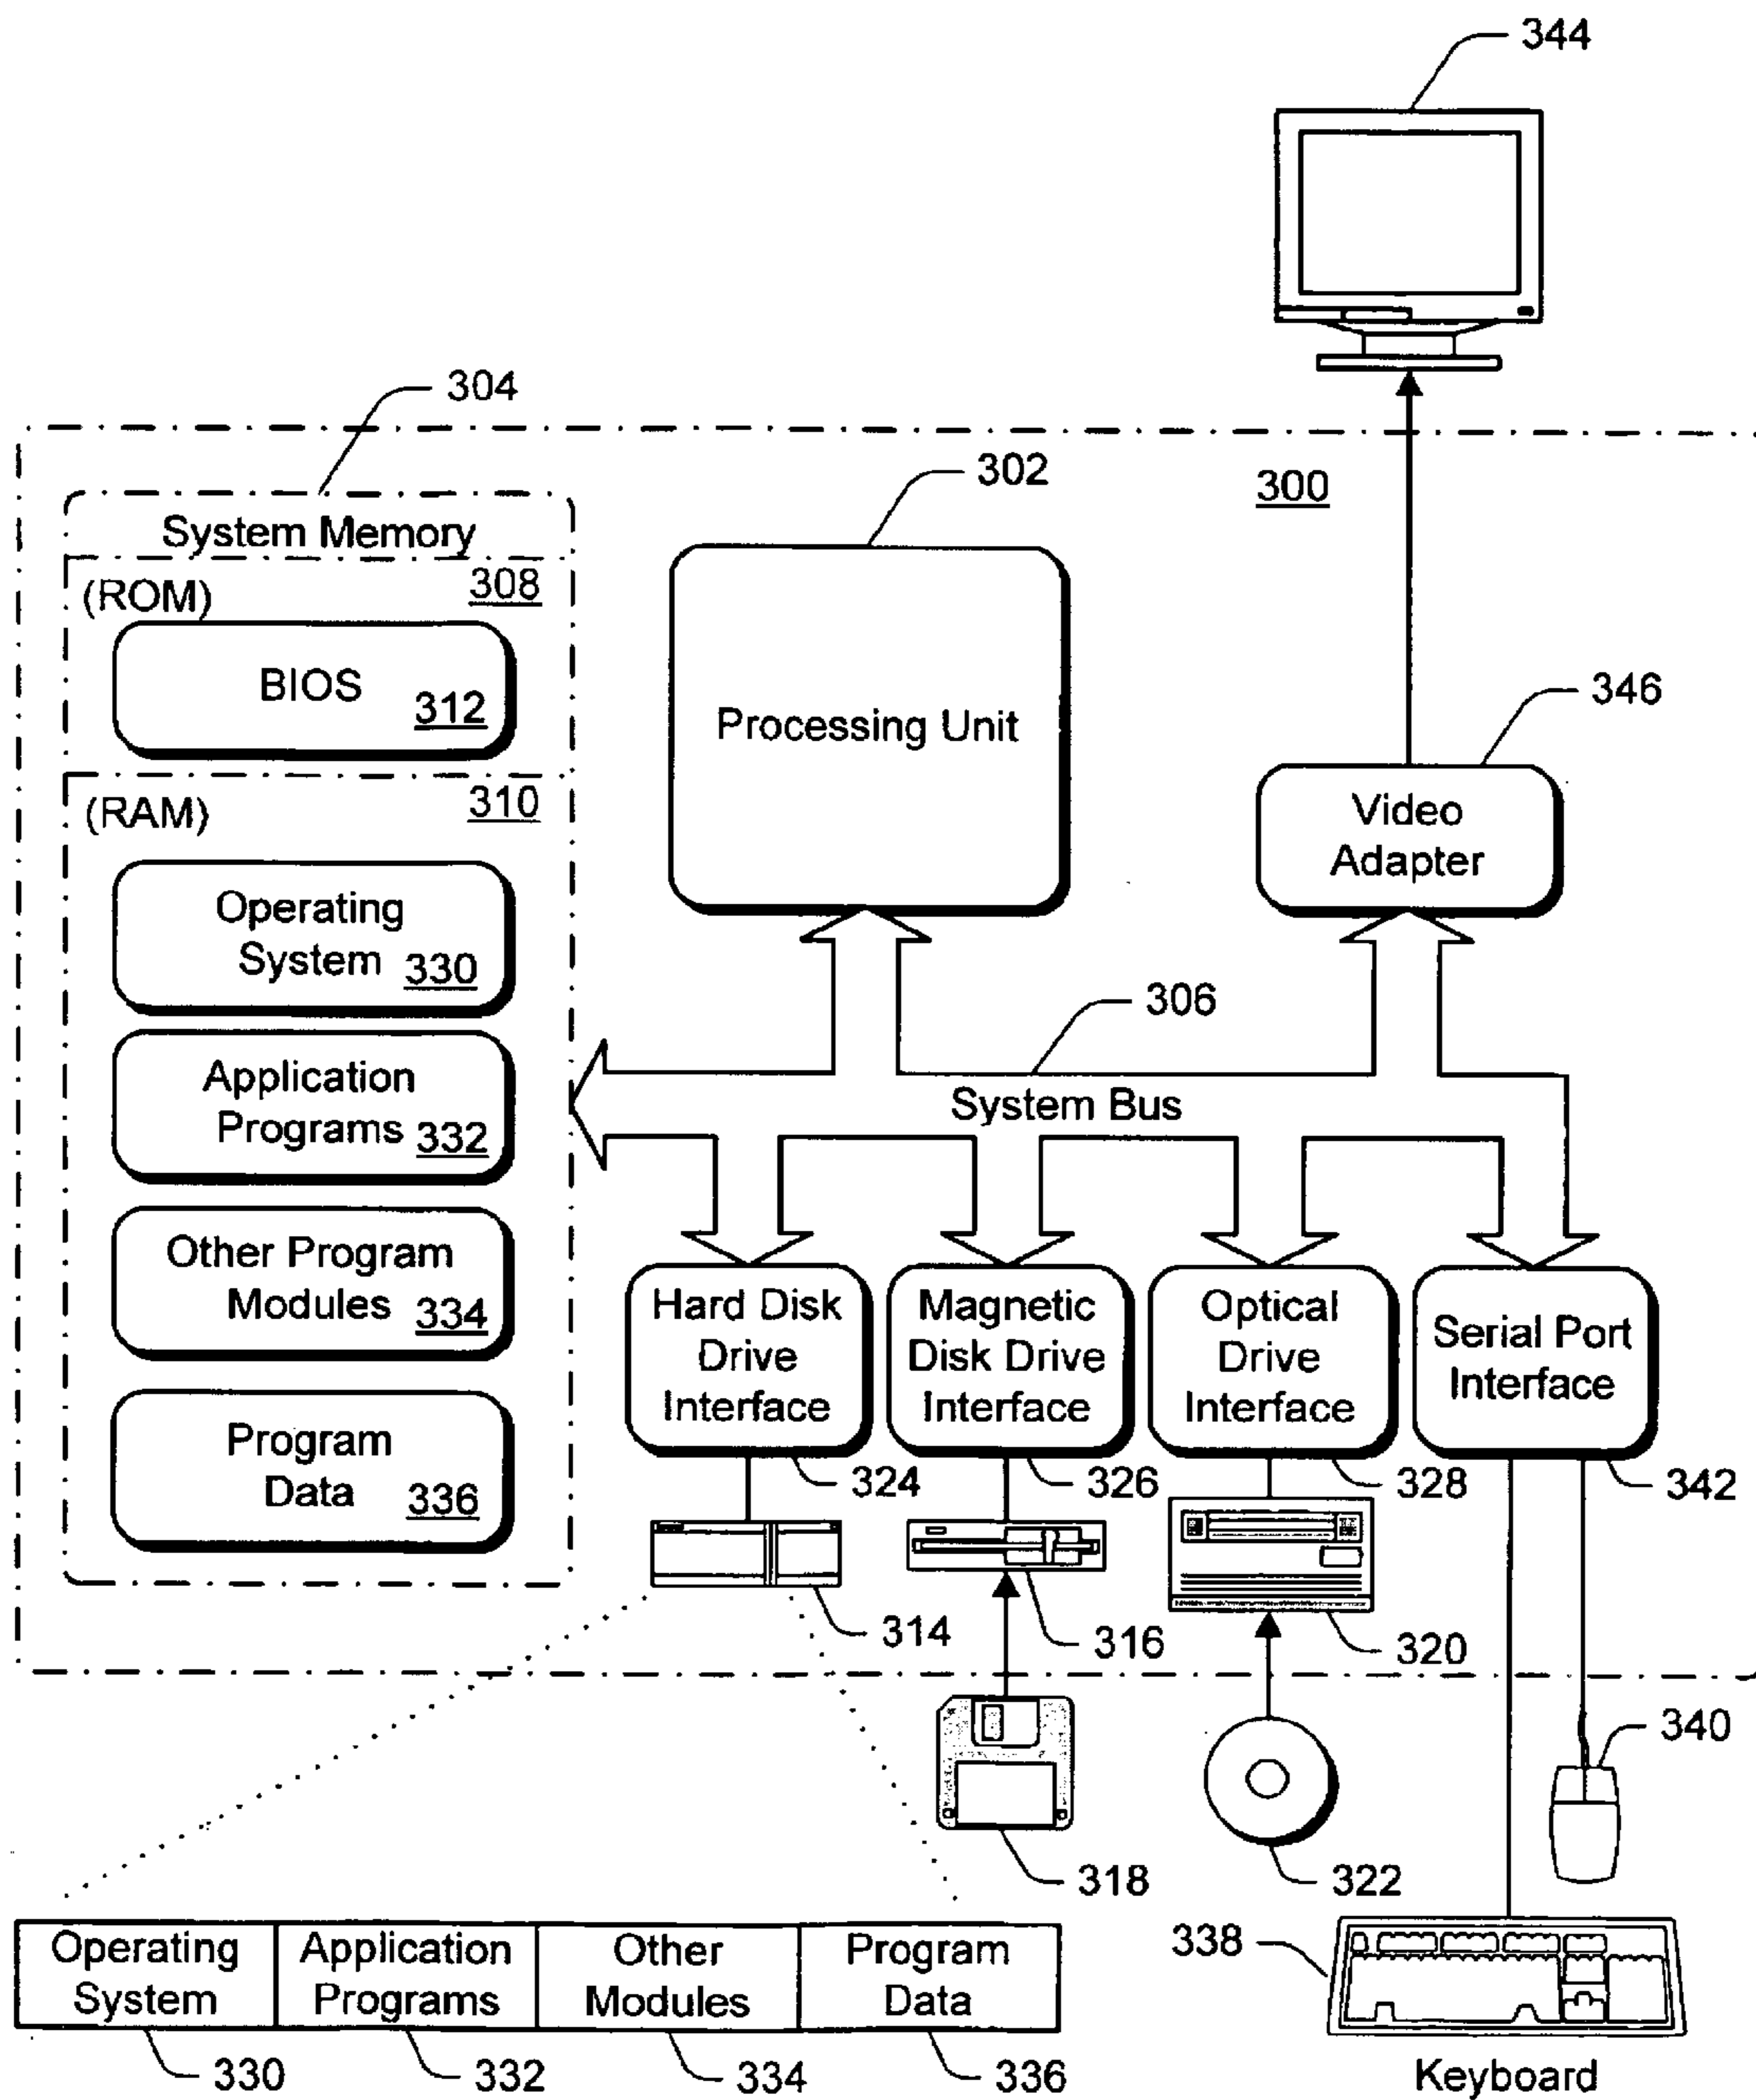 344
304
302
300
System Memory
(ROM)
308
BIOS
312
Processing Unit
346
(RAM)
310
Video
Adapter
Operating
System 330
306
Application
Programs 332
System Bus
Other Program
Modules 334
Hard Disk
Drive
Interface
Magnetic
Disk Drive
Interface
Optical
Drive
Interface
Serial Port
Interface
Program
Data 336
324
326
328
342
314
316
320
340
318
322
338
Operating
System
Application
Programs
Other
Modules
Program
Data
330
332
334
336
Keyboard